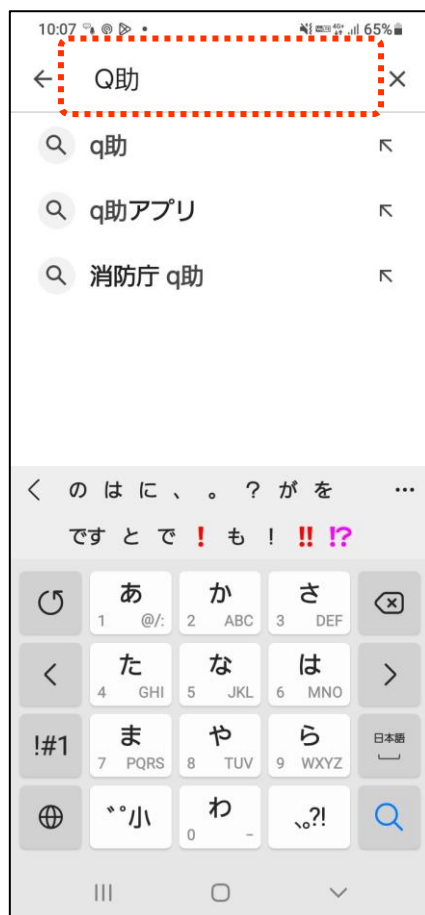 10:07 65%
Q助
q助
q助アプリ
消防庁 q助
の は に 、 。 ? が を …
です と で ❗ も ! ‼ ⁉
あ 1 @/:
か 2 ABC
さ 3 DEF
た 4 GHI
な 5 JKL
は 6 MNO
!#1
ま 7 PQRS
や 8 TUV
ら 9 WXYZ
日本語
゛゜小
わ 0 –
、。?!